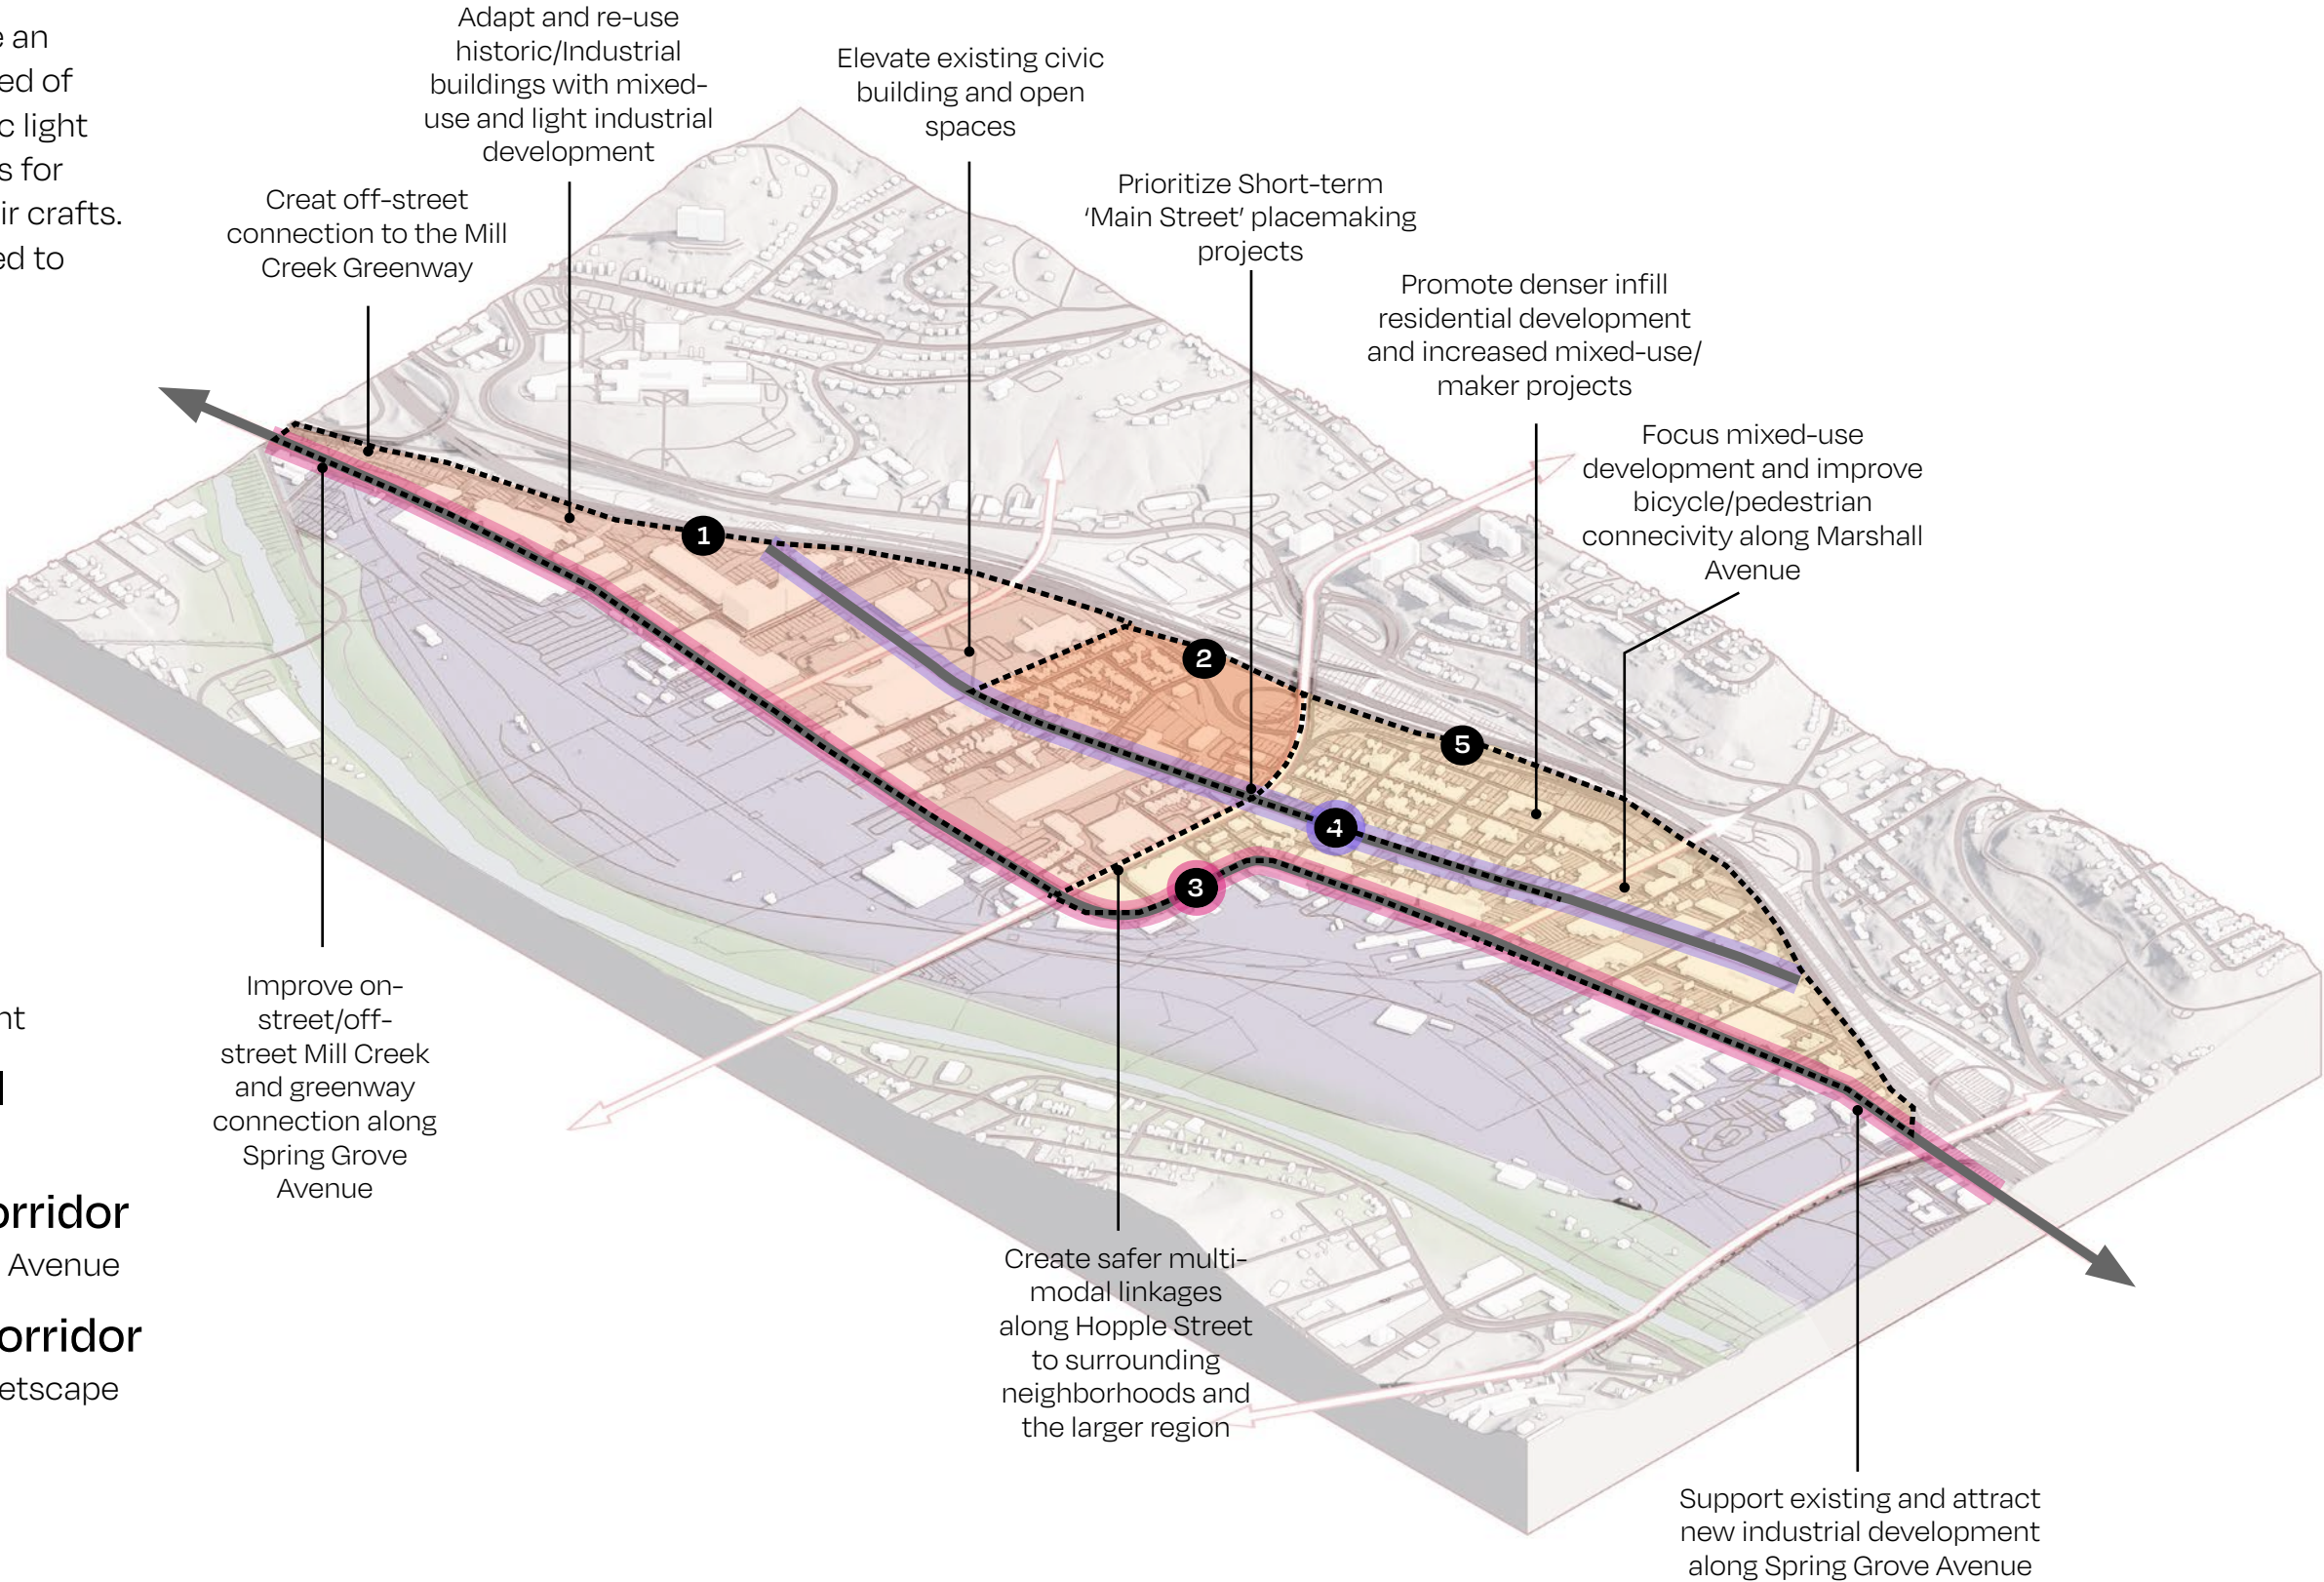 e an
ed of
c light
s for
ir crafts.
ed to
nt
orridor
Avenue
orridor
etscape
Adapt and re-use
historic/Industrial
buildings with mixed-
use and light industrial
development
Elevate existing civic
building and open
spaces
Creat off-street
connection to the Mill
Creek Greenway
Prioritize Short-term
‘Main Street’ placemaking
projects
Promote denser infill
residential development
and increased mixed-use/
maker projects
Focus mixed-use
development and improve
bicycle/pedestrian
connecivity along Marshall
Avenue
1
2
5
4
3
Improve on-
street/off-
street Mill Creek
and greenway
connection along
Spring Grove
Avenue
Create safer multi-
modal linkages
along Hopple Street
to surrounding
neighborhoods and
the larger region
Support existing and attract
new industrial development
along Spring Grove Avenue